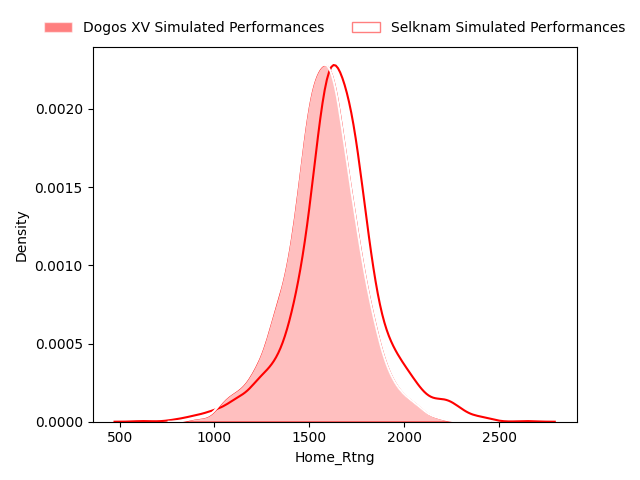 Dogos XV Simulated Performances Selknam Simulated Performances
0.0020
0.0015
0.0010
0.0005
0.0000
Density
500 1000 1500 2000 2500
Home_Rtng